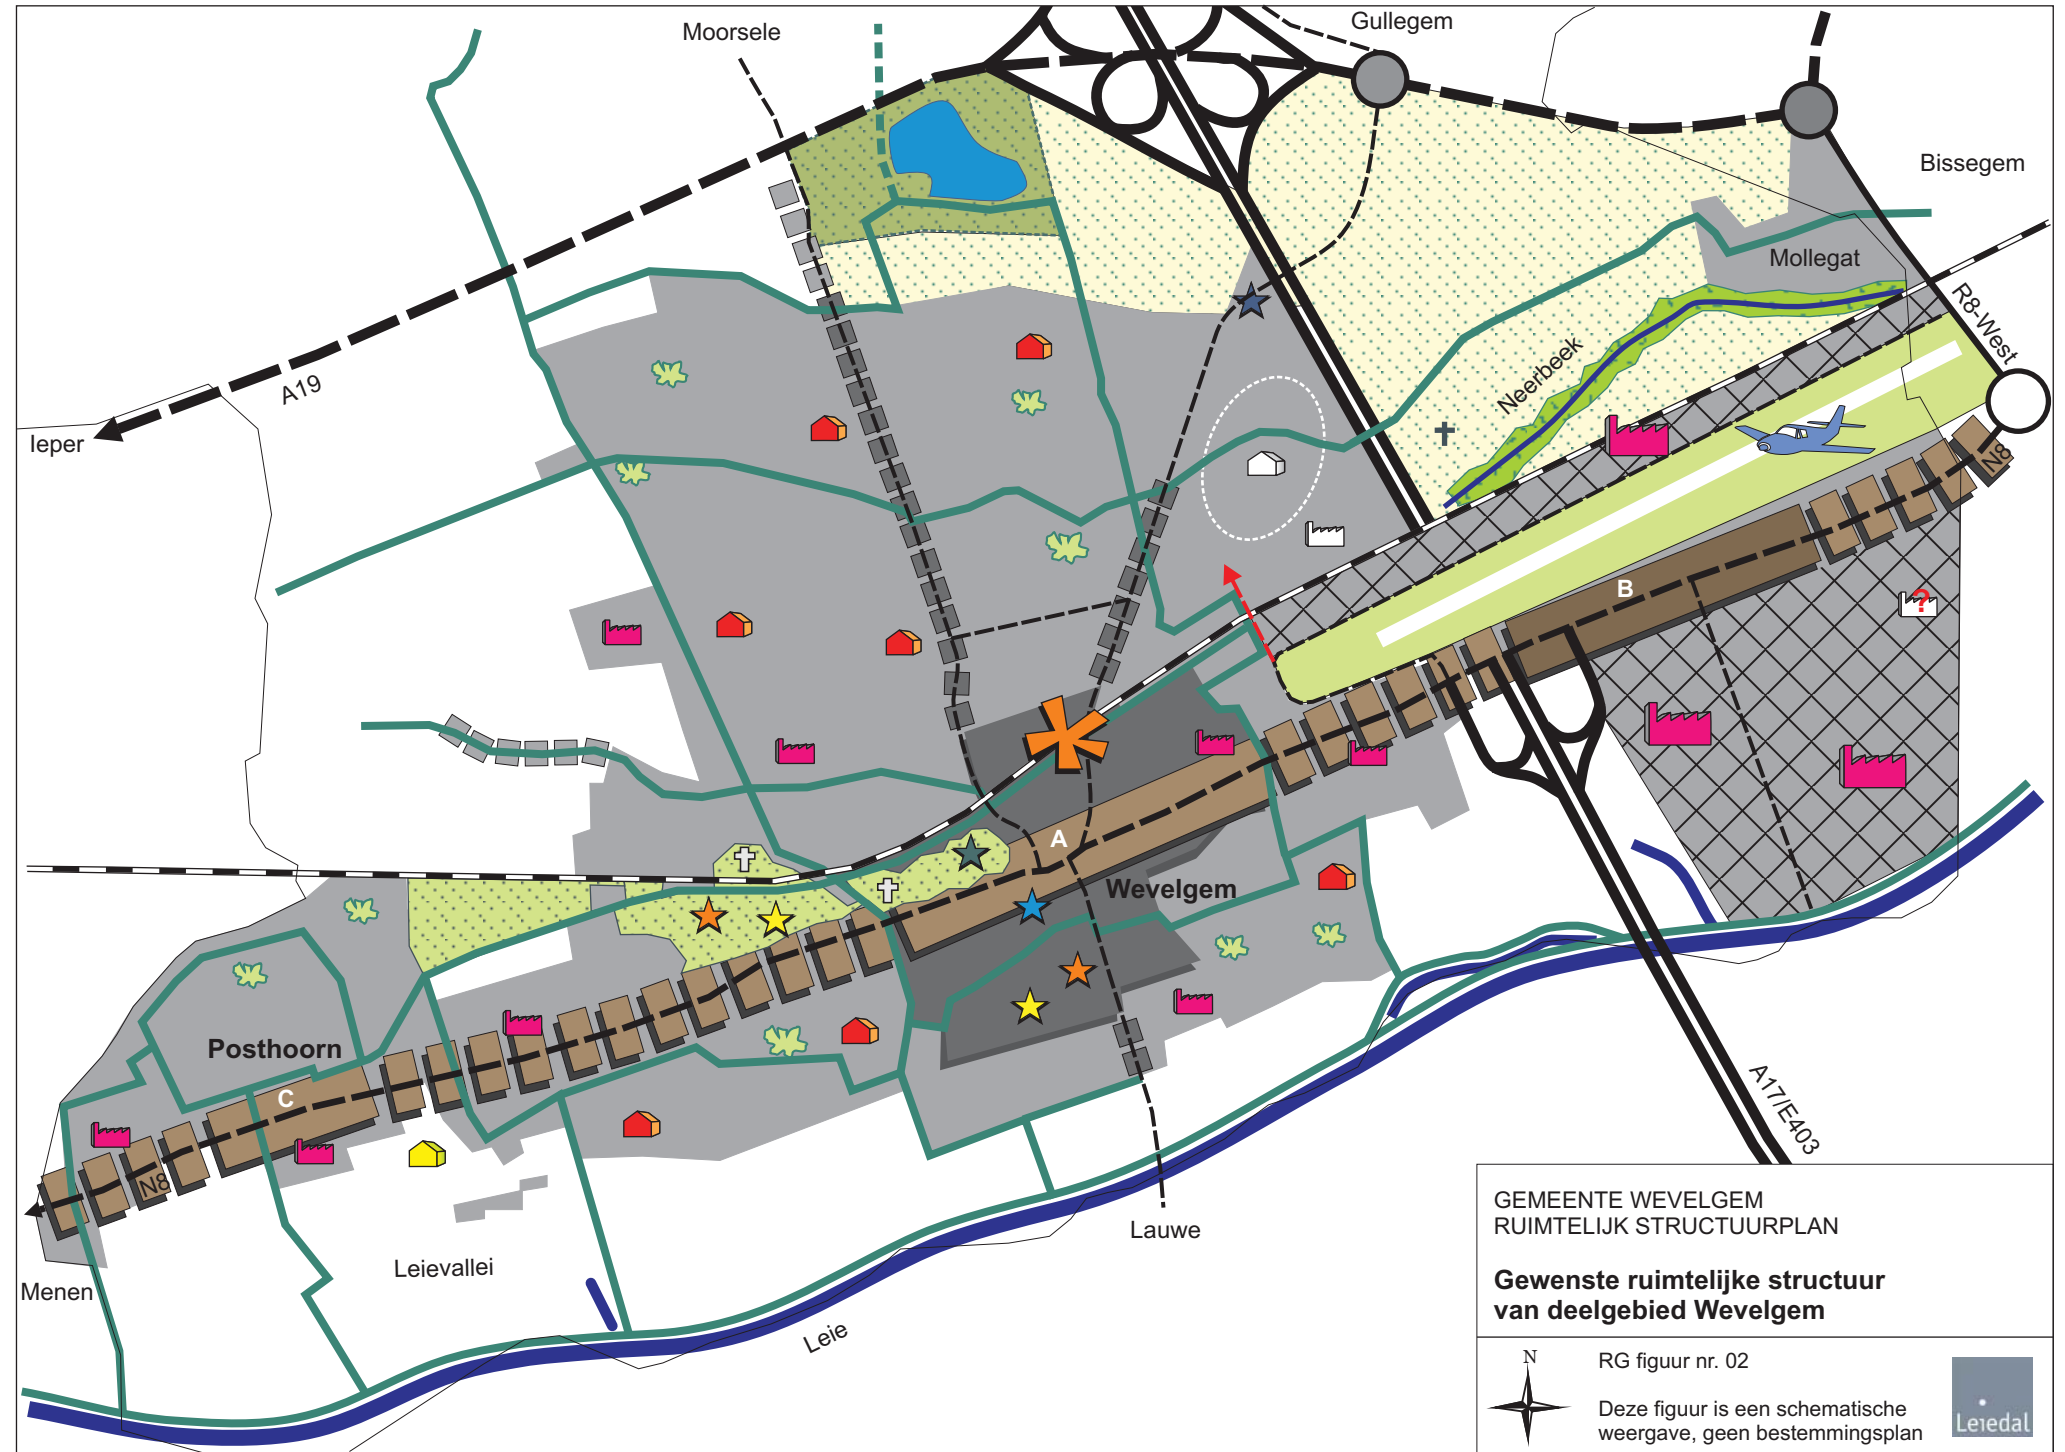 Moorsele
Gullegem
Bissegem
Mollegat
R8-West
Neerbeek
A19
Ieper
N8
B
?
A
Wevelgem
Posthoorn
C
N8
A17/E403
Lauwe
Leievallei
Menen
Leie
GEMEENTE WEVELGEM
RUIMTELIJK STRUCTUURPLAN
Gewenste ruimtelijke structuur
van deelgebied Wevelgem
N
RG figuur nr. 02
Deze figuur is een schematische
weergave, geen bestemmingsplan
Leiedal